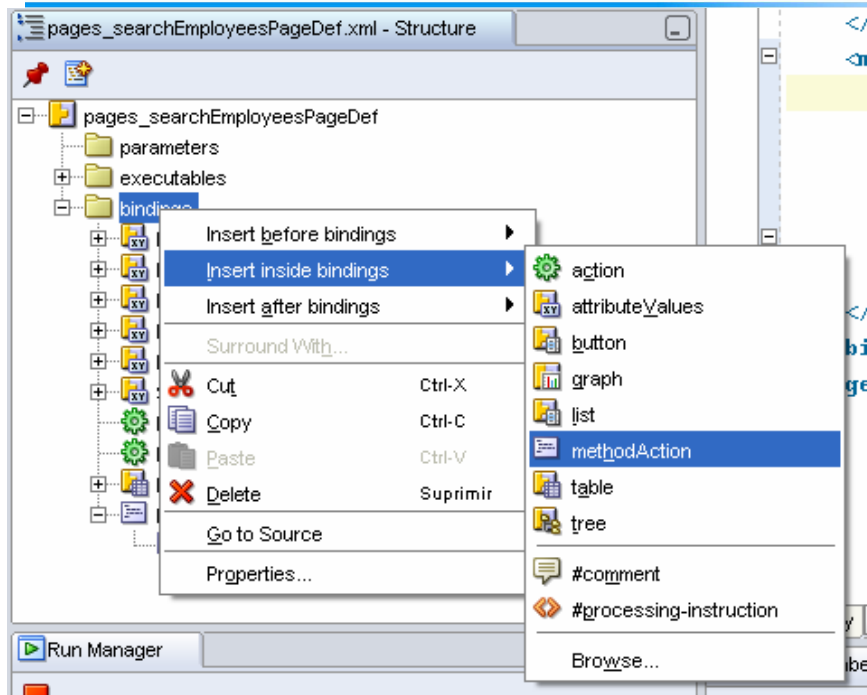 pages_searchEmployeesPageDef.xml - Structure
pages_searchEmployeesPageDef
parameters
executables
bindings
Insert before bindings
Insert inside bindings
Insert after bindings
Surround With...
Cut Ctrl-X
Copy Ctrl-C
Paste Ctrl-V
Delete Suprimir
Go to Source
Properties...
action
attributeValues
button
graph
list
methodAction
table
tree
#comment
#processing-instruction
Browse...
Run Manager
</
<m
</
bi
ge